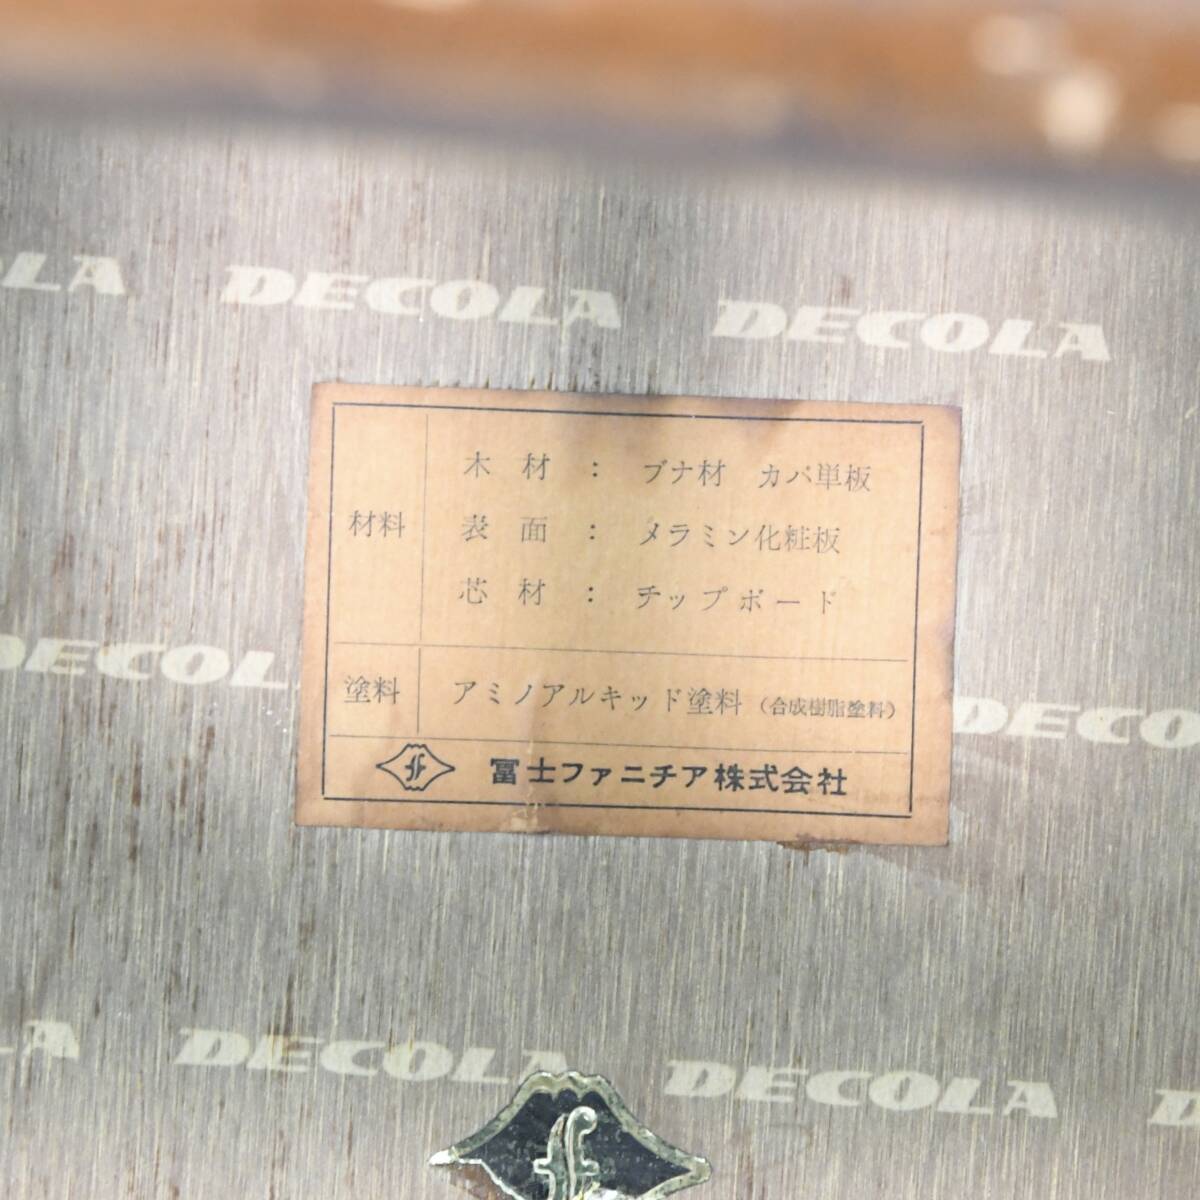 DECOLA DECOLA
材料
木材 : ブナ材 カバ単板
表面 : メラミン化粧板
芯材 : チップボード
DECOL
塗料
アミノアルキッド塗料 (合成樹脂塗料)
DECO
f 冨士ファニチア株式会社
DECOLA DECOLA
f